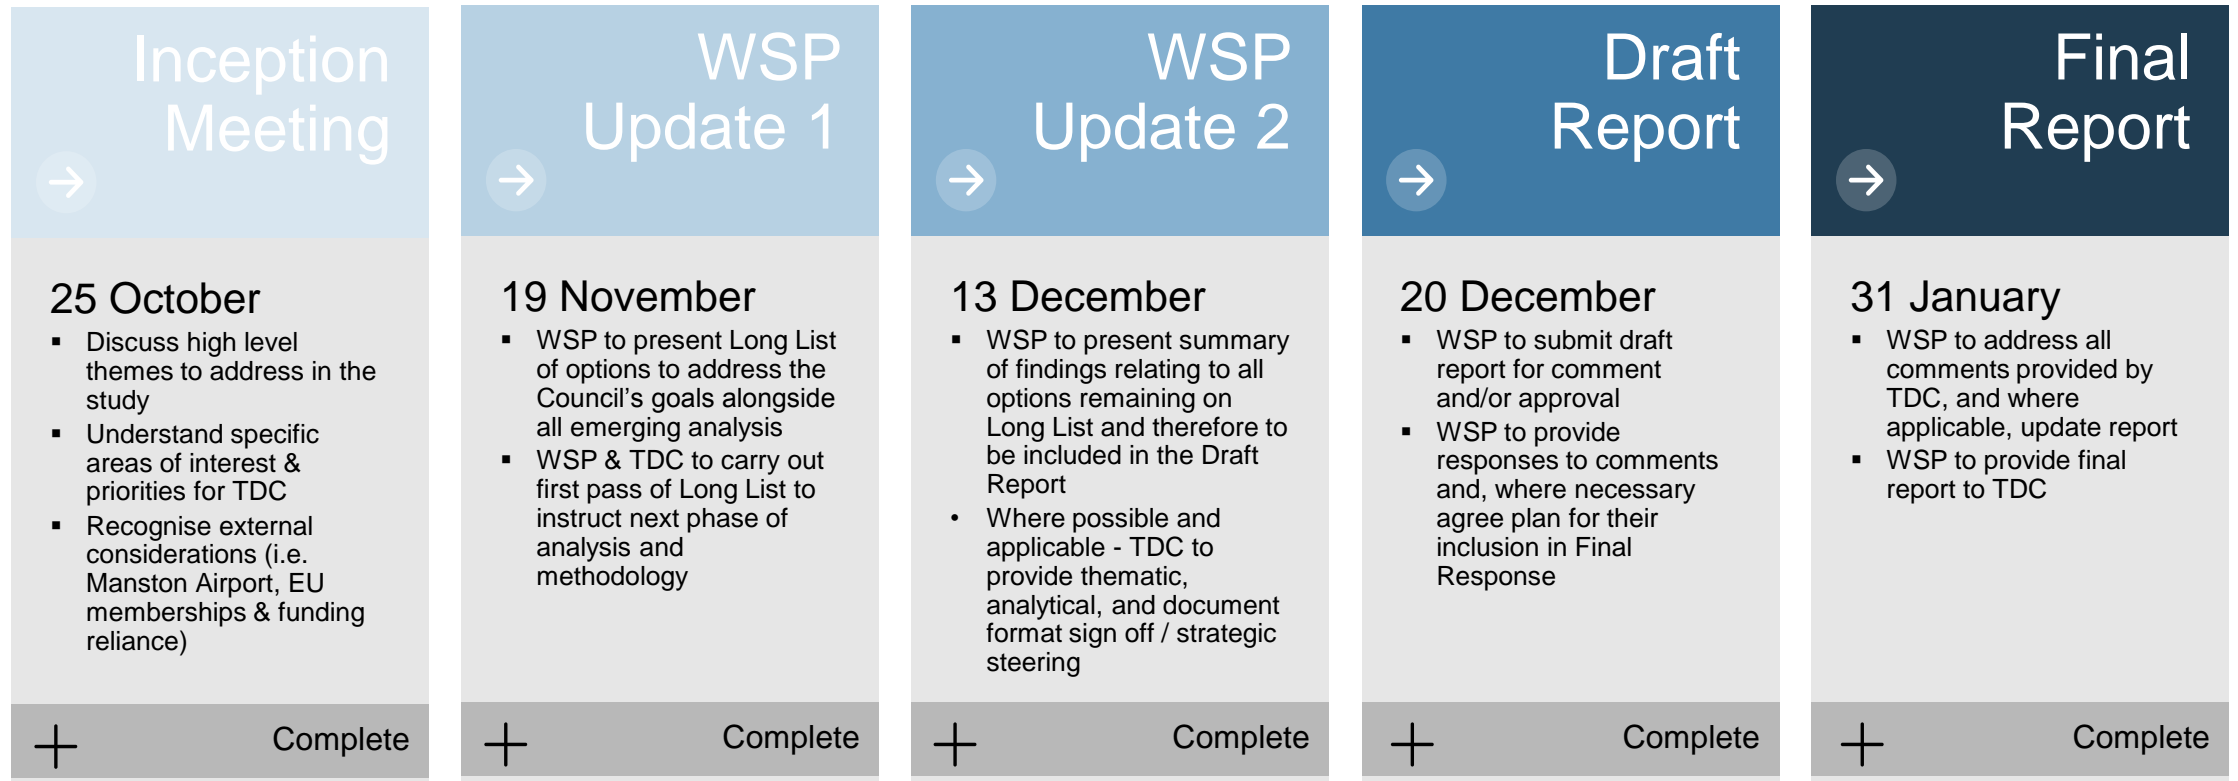 Inception
Meeting
25 October
▪ Discuss high level
themes to address in the
study
▪ Understand specific
areas of interest &
priorities for TDC
▪ Recognise external
considerations (i.e.
Manston Airport, EU
memberships & funding
reliance)
Complete
WSP
Update 1
19 November
▪ WSP to present Long List
of options to address the
Council’s goals alongside
all emerging analysis
▪ WSP & TDC to carry out
first pass of Long List to
instruct next phase of
analysis and
methodology
Complete
WSP
Update 2
13 December
▪ WSP to present summary
of findings relating to all
options remaining on
Long List and therefore to
be included in the Draft
Report
• Where possible and
applicable - TDC to
provide thematic,
analytical, and document
format sign off / strategic
steering
Complete
Draft
Report
20 December
▪ WSP to submit draft
report for comment
and/or approval
▪ WSP to provide
responses to comments
and, where necessary
agree plan for their
inclusion in Final
Response
Complete
Final
Report
31 January
▪ WSP to address all
comments provided by
TDC, and where
applicable, update report
▪ WSP to provide final
report to TDC
Complete